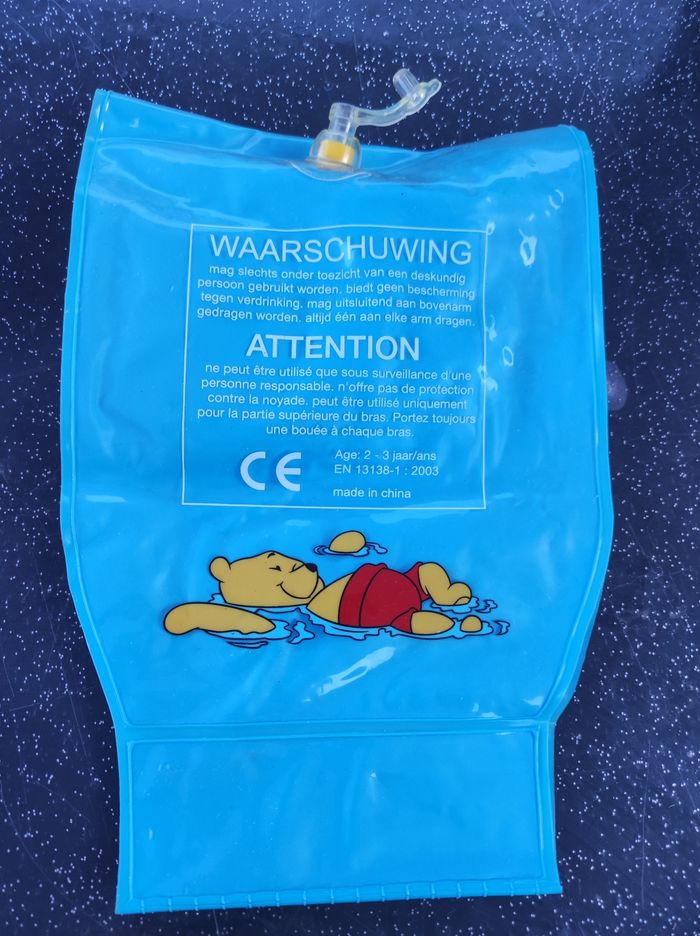 WAARSCHUWING
mag slechts onder toezicht van een deskundig
persoon gebruikt worden. biedt geen bescherming
tegen verdrinking. mag uitsluitend aan bovenarm
gedragen worden. altijd één aan elke arm dragen.
ATTENTION
ne peut être utilisé que sous surveillance d'une
personne responsable. n'offre pas de protection
contre la noyade. peut être utilisé uniquement
pour la partie supérieure du bras. Portez toujours
une bouée à chaque bras.
CE
Age: 2 - 3 jaar/ans
EN 13138-1 : 2003
made in china